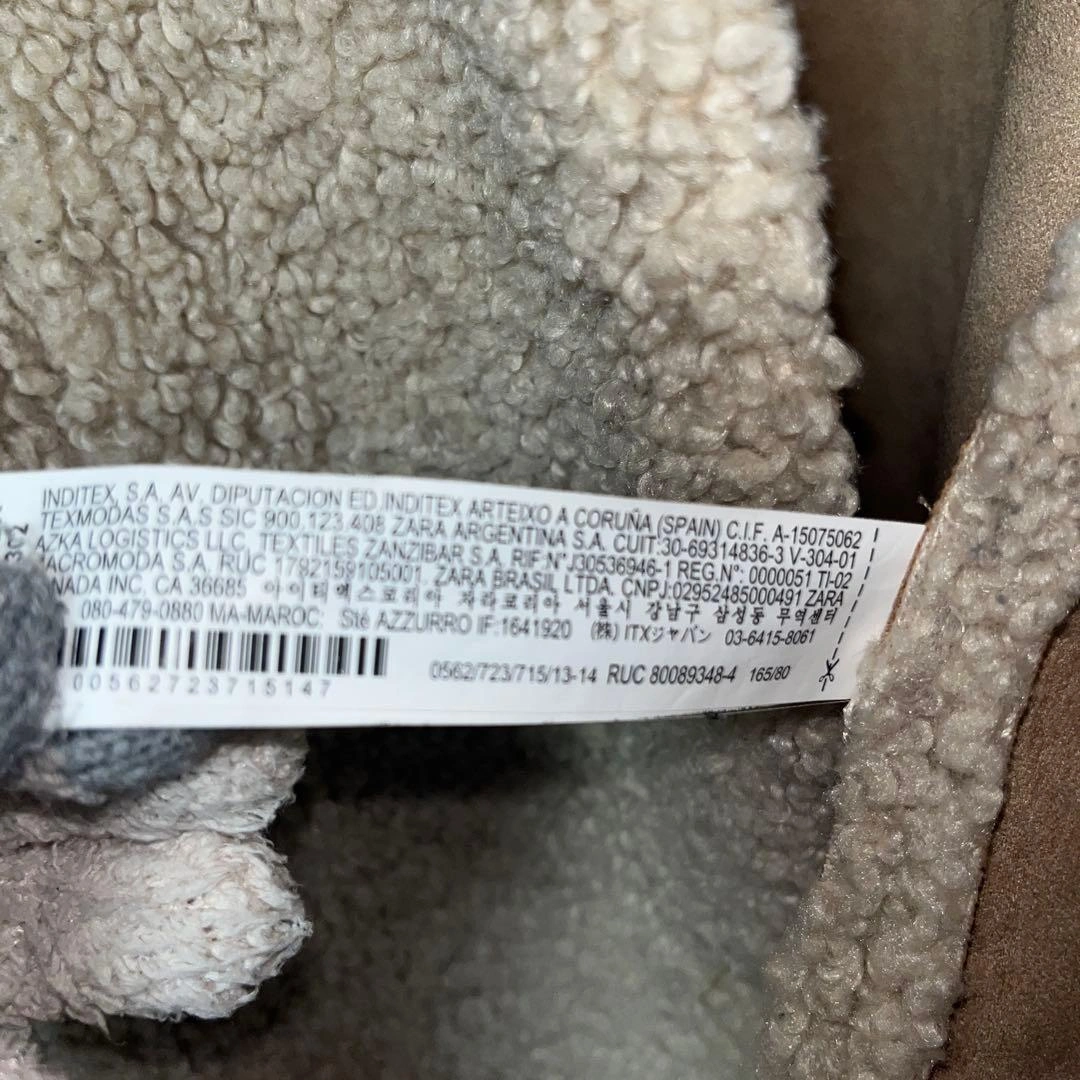 INDITEX, S.A. AV. DIPUTACION ED.INDITEX ARTEIXO A CORUÑA (SPAIN) C.I.F. A-15075062
TEXMODAS S.A.S SIC 900,123,408 ZARA ARGENTINA S.A. CUIT:30-69314836-3 V-304-01
AZKA LOGISTICS LLC, TEXTILES ZANZIBAR S.A. RIF N°J30536946-1 REG.N°: 0000051 TI-02
ACROMODA S.A. RUC 1792159105001. ZARA BRASIL,LTDA. CNPJ:02952485000491 ZARA
NADA INC. CA 36685 아이티엑스코리아 자라코리아 서울시 강남구 삼성동 무역센터
080-479-0880 MA-MAROC: Sté AZZURRO IF:1641920 (株) ITXジャパン 03-6415-8061
0562/723/715/13-14 RUC 80089348-4 165/80
00562723715147